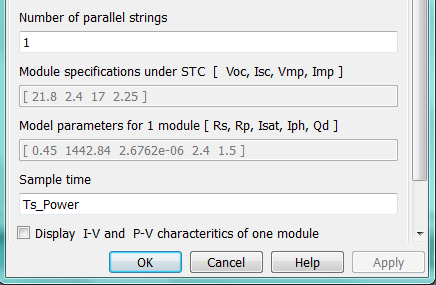 Number of parallel strings
1
Module specifications under STC [ Voc, Isc, Vmp, Imp ]
[ 21.8 2.4 17 2.25 ]
Model parameters for 1 module [ Rs, Rp, Isat, Iph, Qd ]
[ 0.45 1442.84 2.6762e-06 2.4 1.5 ]
Sample time
Ts_Power
Display I-V and P-V characteritics of one module
OK Cancel Help Apply